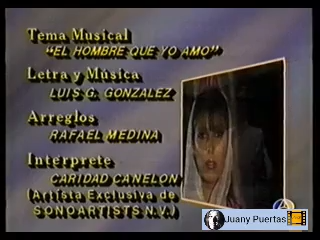 Tema Musical
"EL HOMBRE QUE YO AMO"
Letra y Música
LUIS G. GONZALEZ
Arreglos
RAFAEL MEDINA
Intérprete
CARIDAD CANELON
(Artista Exclusiva de
SONOARTISTS N.V.)
Juany Puertas